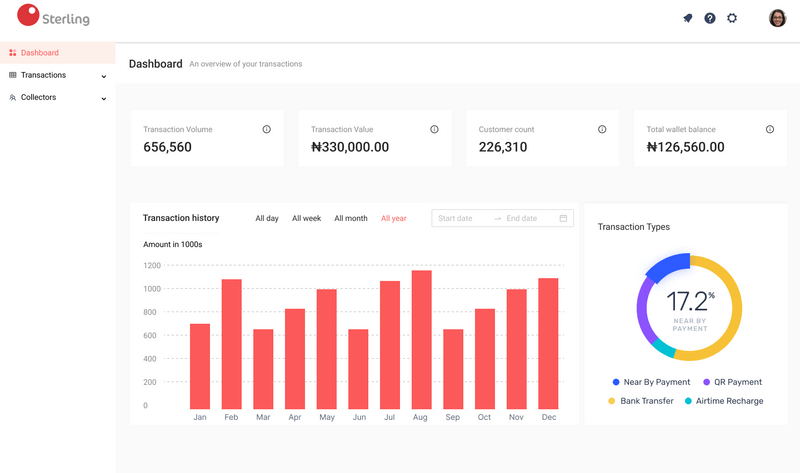 Sterling
Dashboard
Transactions
Collectors
Dashboard An overview of your transactions
Transaction Volume
656,560
Transaction Value
₦330,000.00
Customer count
226,310
Total wallet balance
₦126,560.00
Transaction history All day All week All month All year Start date → End date
Amount in 1000s
1200
1000
800
600
400
200
0
Jan Feb Mar Apr May Jun Jul Aug Sep Oct Nov Dec
Transaction Types
17.2%
NEAR BY
PAYMENT
Near By Payment QR Payment
Bank Transfer Airtime Recharge